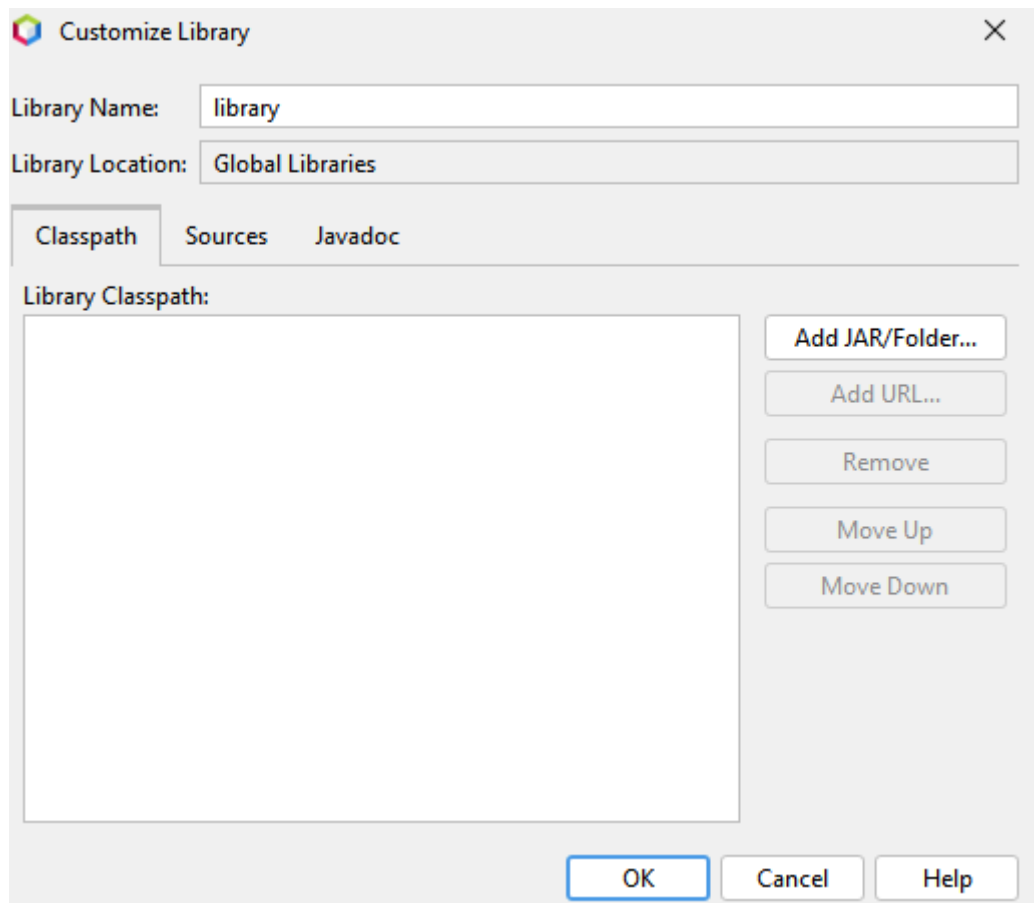 Customize Library
Library Name: library
Library Location: Global Libraries
Classpath Sources Javadoc
Library Classpath:
Add JAR/Folder...
Add URL...
Remove
Move Up
Move Down
OK Cancel Help